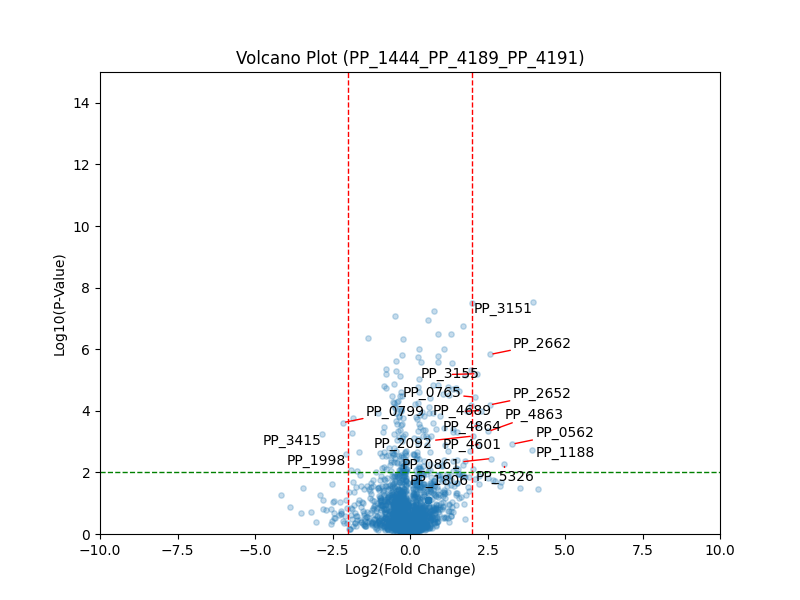 Volcano Plot (PP_1444_PP_4189_PP_4191)
Log10(P-Value)
14
12
10
8
6
4
2
0
PP_3151
PP_2662
PP_3155
PP_0765
PP_2652
PP_0799
PP_4689
PP_4863
PP_4864
PP_0562
PP_3415
PP_2092
PP_4601
PP_1188
PP_1998
PP_0861
PP_1806
PP_5326
−10.0
−7.5
−5.0
−2.5
0.0
2.5
5.0
7.5
10.0
Log2(Fold Change)